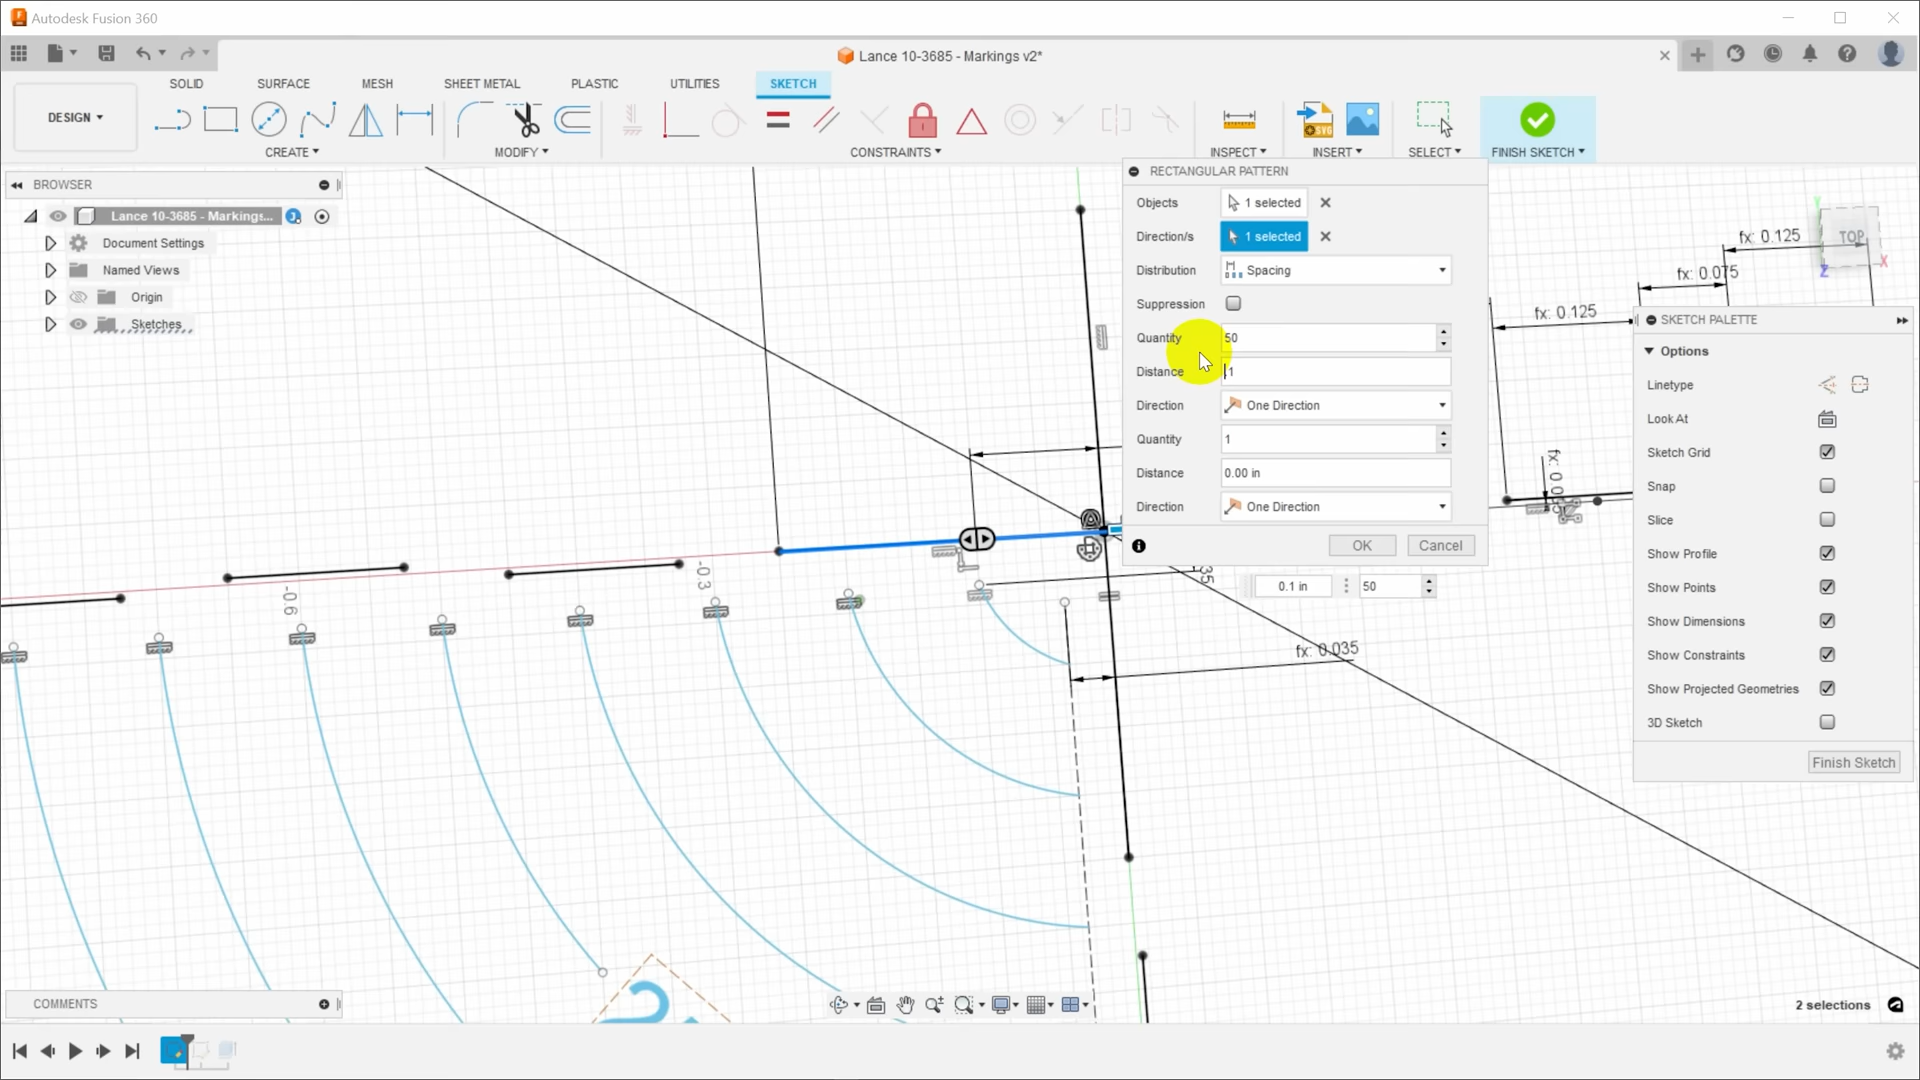 Autodesk Fusion 360
Lance 10-3685 - Markings v2*
SOLID SURFACE MESH SHEET METAL PLASTIC UTILITIES SKETCH
DESIGN
CREATE MODIFY CONSTRAINTS INSPECT INSERT SELECT FINISH SKETCH
SVG
BROWSER
Lance 10-3685 - Markings...
Document Settings
Named Views
Origin
Sketches
RECTANGULAR PATTERN
Objects 1 selected
Direction/s 1 selected
Distribution Spacing
Suppression
Quantity 50
Distance .1
Direction One Direction
Quantity 1
Distance 0.00 in
Direction One Direction
OK Cancel
0.1 in 50
fx: 0.125
TOP
Y
X
Z
fx: 0.075
fx: 0.125
fx: 0.035
-0.6
-0.3
SKETCH PALETTE
Options
Linetype
Look At
Sketch Grid
Snap
Slice
Show Profile
Show Points
Show Dimensions
Show Constraints
Show Projected Geometries
3D Sketch
Finish Sketch
COMMENTS
2 selections